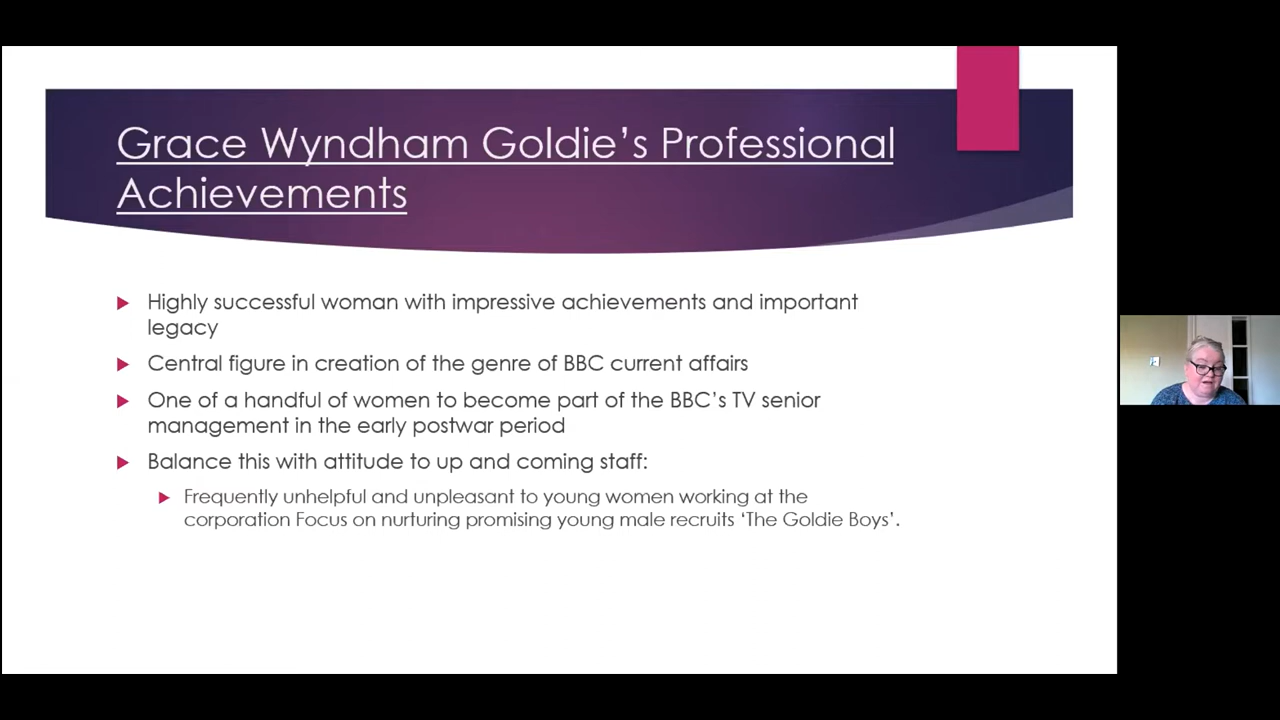 Grace Wyndham Goldie’s Professional
Achievements
Highly successful woman with impressive achievements and important
legacy
Central figure in creation of the genre of BBC current affairs
One of a handful of women to become part of the BBC’s TV senior
management in the early postwar period
Balance this with attitude to up and coming staff:
Frequently unhelpful and unpleasant to young women working at the
corporation Focus on nurturing promising young male recruits ‘The Goldie Boys’.